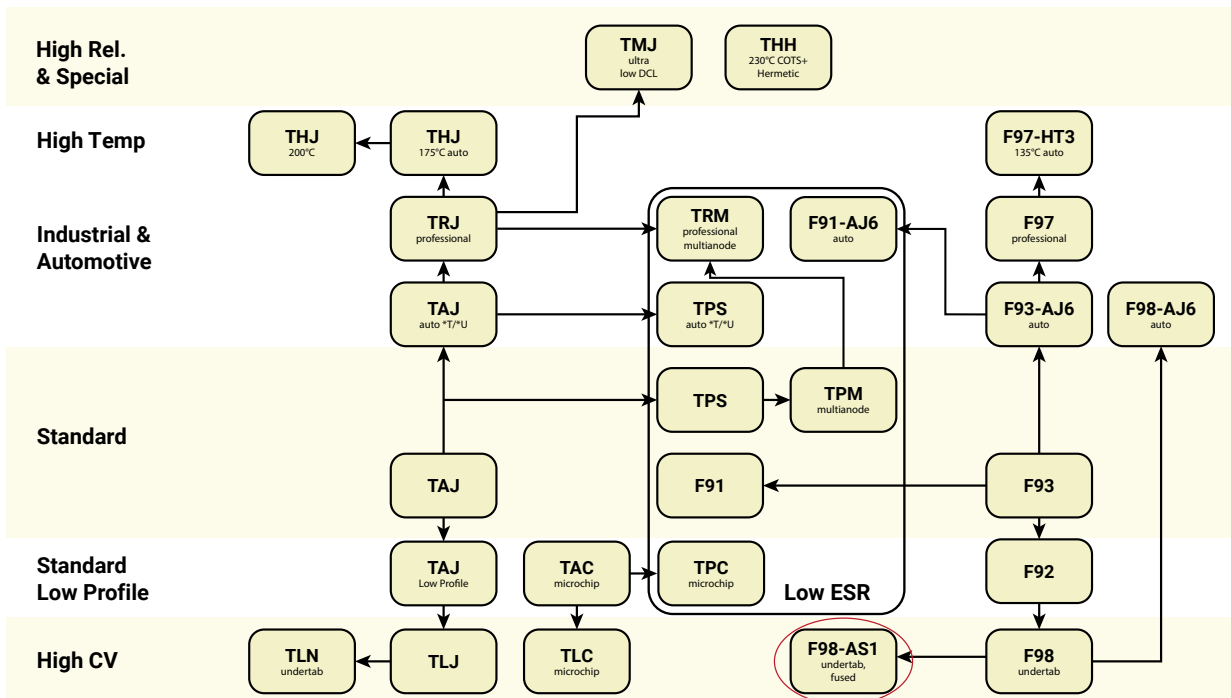 High Rel.
& Special
TMJ
ultra
low DCL
THH
230°C COTS+
Hermetic
High Temp
THJ
200°C
THJ
175°C auto
F97-HT3
135°C auto
Industrial &
Automotive
TRJ
professional
TRM
professional
multianode
F91-AJ6
auto
F97
professional
TAJ
auto *T/*U
TPS
auto *T/*U
F93-AJ6
auto
F98-AJ6
auto
Standard
TPS
TPM
multianode
TAJ
F91
F93
Standard
Low Profile
TAJ
Low Profile
TAC
microchip
TPC
microchip
Low ESR
F92
High CV
TLN
undertab
TLJ
TLC
microchip
F98-AS1
undertab,
fused
F98
undertab